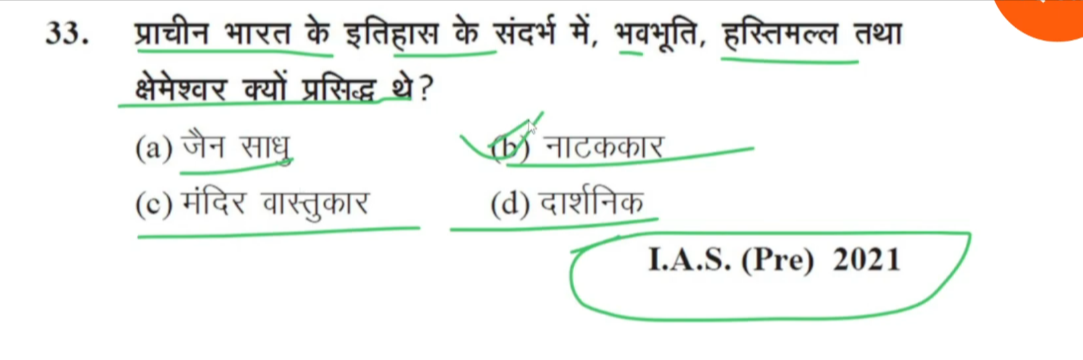 33. प्राचीन भारत के इतिहास के संदर्भ में, भवभूति, हस्तिमल्ल तथा
क्षेमेश्वर क्यों प्रसिद्ध थे?
(a) जैन साधु (b) नाटककार
(c) मंदिर वास्तुकार (d) दार्शनिक
I.A.S. (Pre) 2021